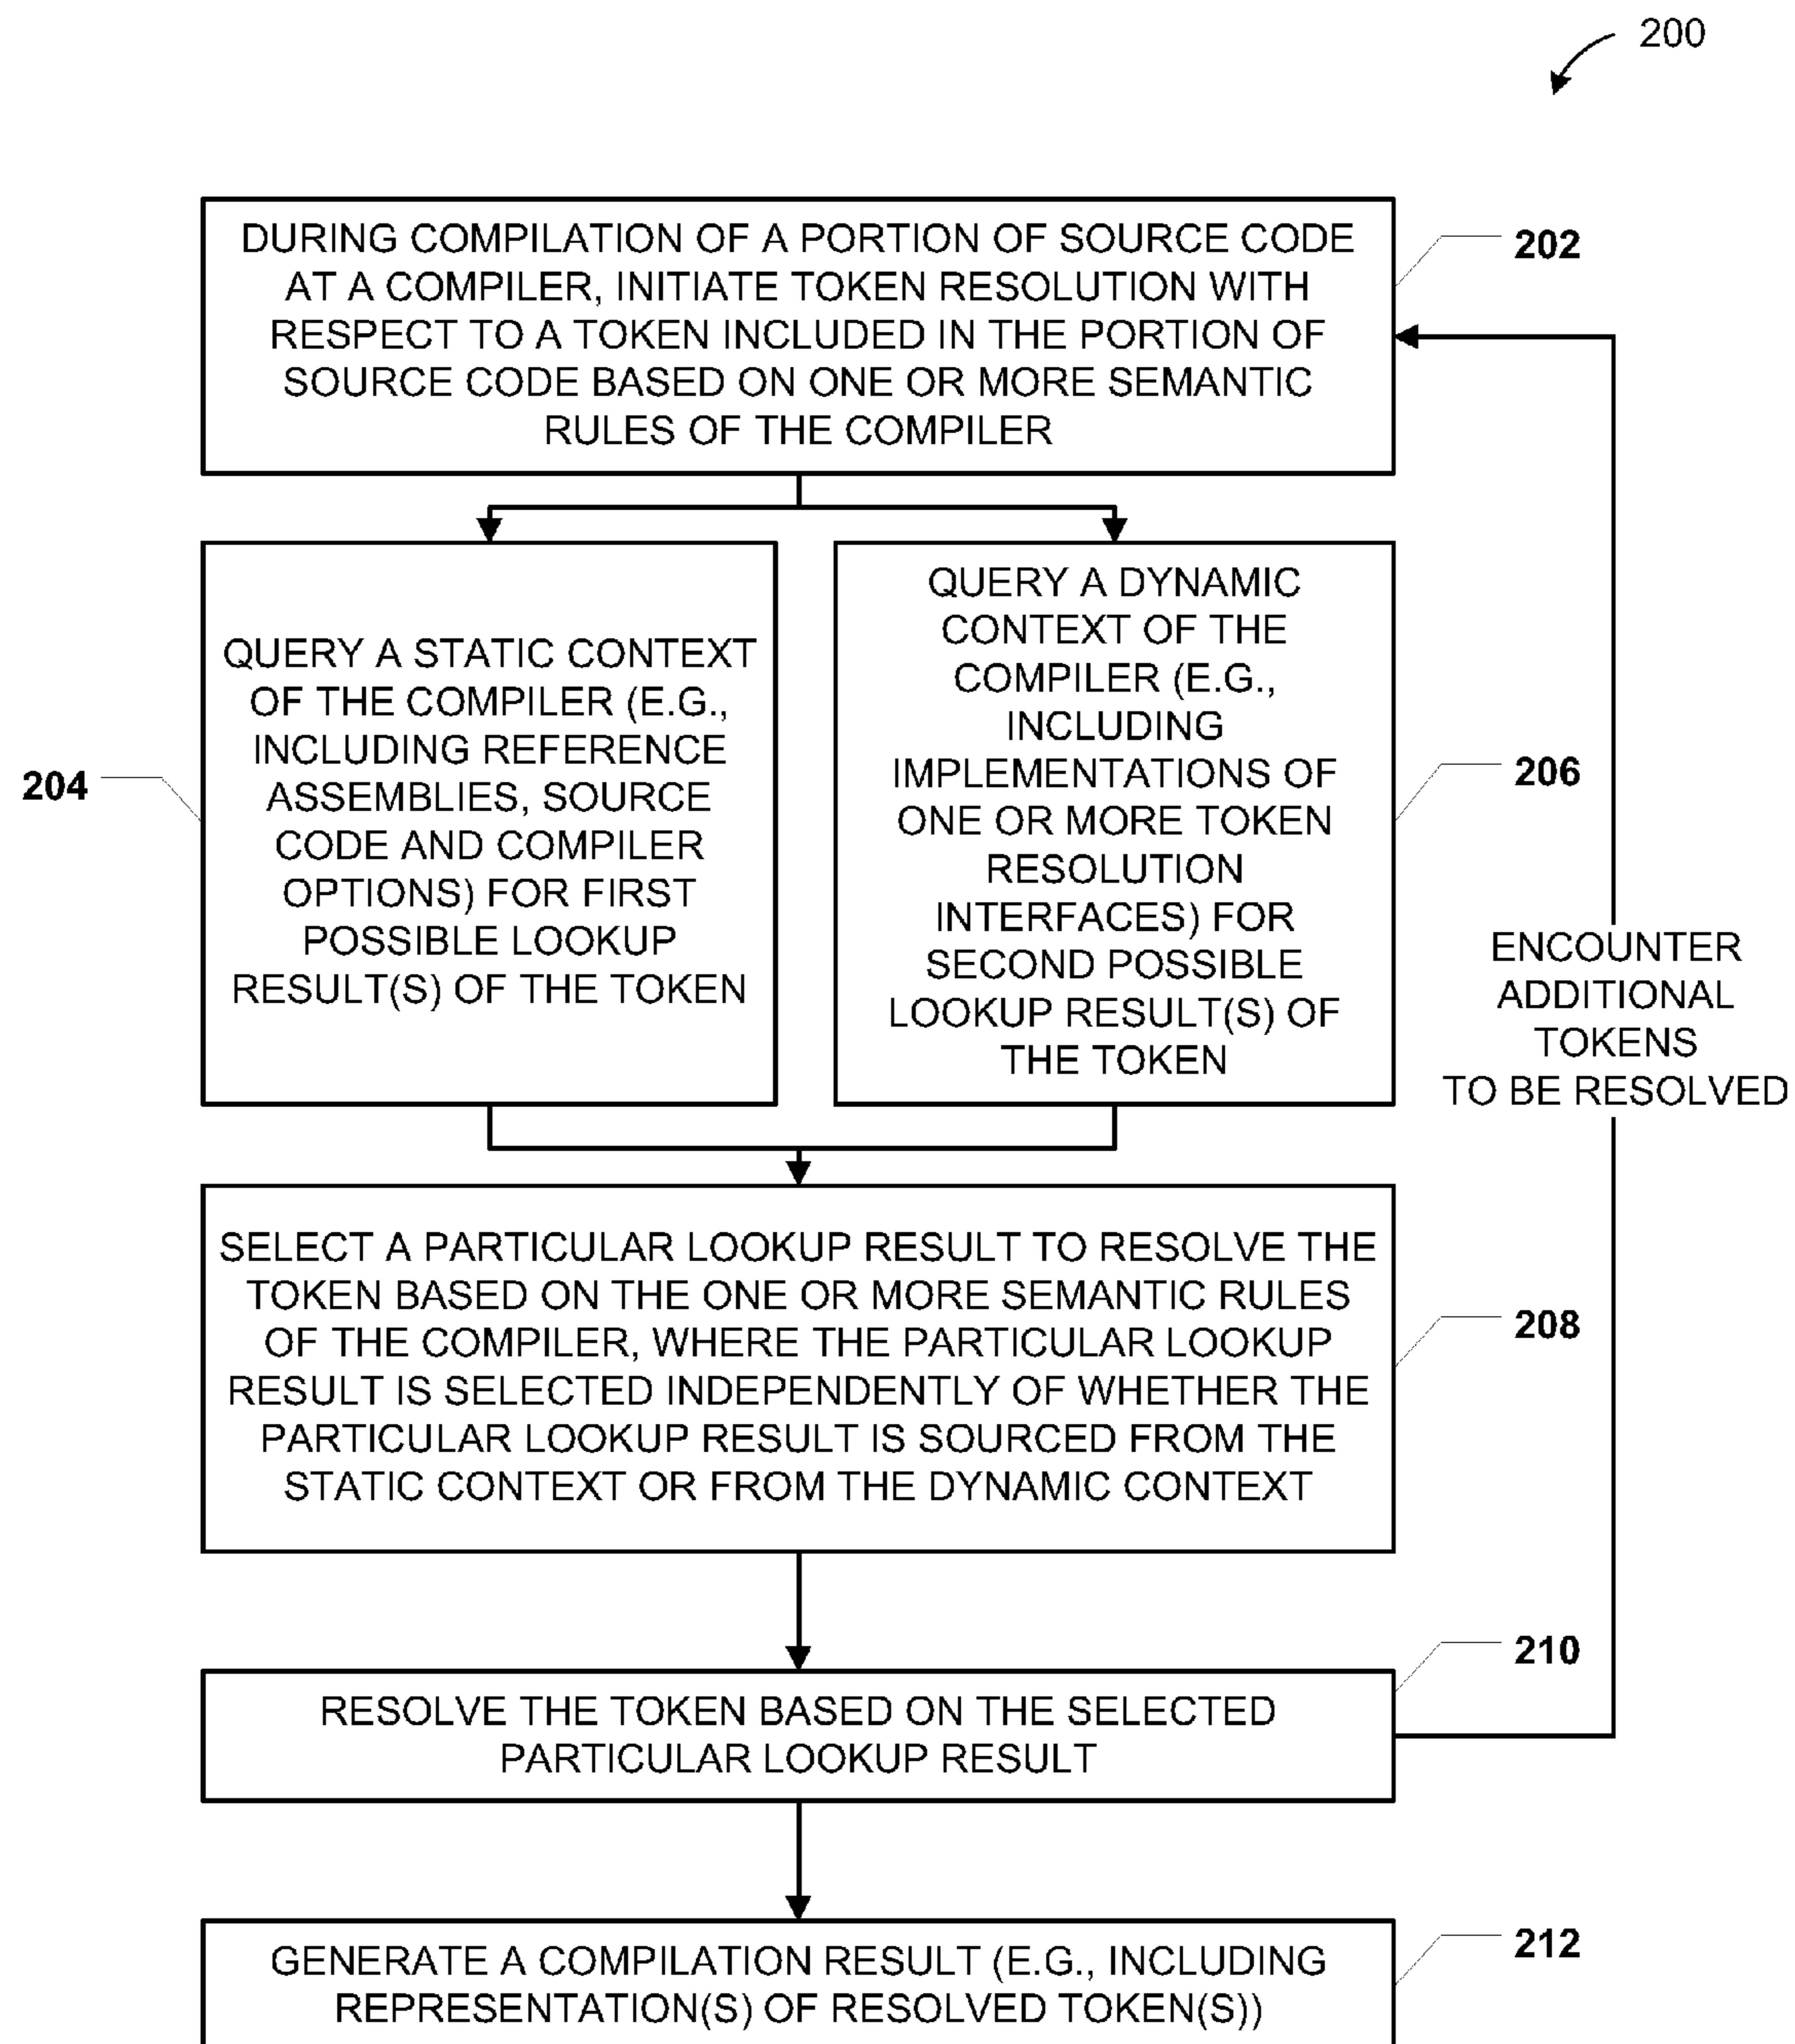 200
DURING COMPILATION OF A PORTION OF SOURCE CODE
AT A COMPILER, INITIATE TOKEN RESOLUTION WITH
RESPECT TO A TOKEN INCLUDED IN THE PORTION OF
SOURCE CODE BASED ON ONE OR MORE SEMANTIC
RULES OF THE COMPILER
202
QUERY A STATIC CONTEXT
OF THE COMPILER (E.G.,
INCLUDING REFERENCE
ASSEMBLIES, SOURCE
CODE AND COMPILER
OPTIONS) FOR FIRST
POSSIBLE LOOKUP
RESULT(S) OF THE TOKEN
204
QUERY A DYNAMIC
CONTEXT OF THE
COMPILER (E.G.,
INCLUDING
IMPLEMENTATIONS OF
ONE OR MORE TOKEN
RESOLUTION
INTERFACES) FOR
SECOND POSSIBLE
LOOKUP RESULT(S) OF
THE TOKEN
206
ENCOUNTER
ADDITIONAL
TOKENS
TO BE RESOLVED
SELECT A PARTICULAR LOOKUP RESULT TO RESOLVE THE
TOKEN BASED ON THE ONE OR MORE SEMANTIC RULES
OF THE COMPILER, WHERE THE PARTICULAR LOOKUP
RESULT IS SELECTED INDEPENDENTLY OF WHETHER THE
PARTICULAR LOOKUP RESULT IS SOURCED FROM THE
STATIC CONTEXT OR FROM THE DYNAMIC CONTEXT
208
RESOLVE THE TOKEN BASED ON THE SELECTED
PARTICULAR LOOKUP RESULT
210
GENERATE A COMPILATION RESULT (E.G., INCLUDING
REPRESENTATION(S) OF RESOLVED TOKEN(S))
212